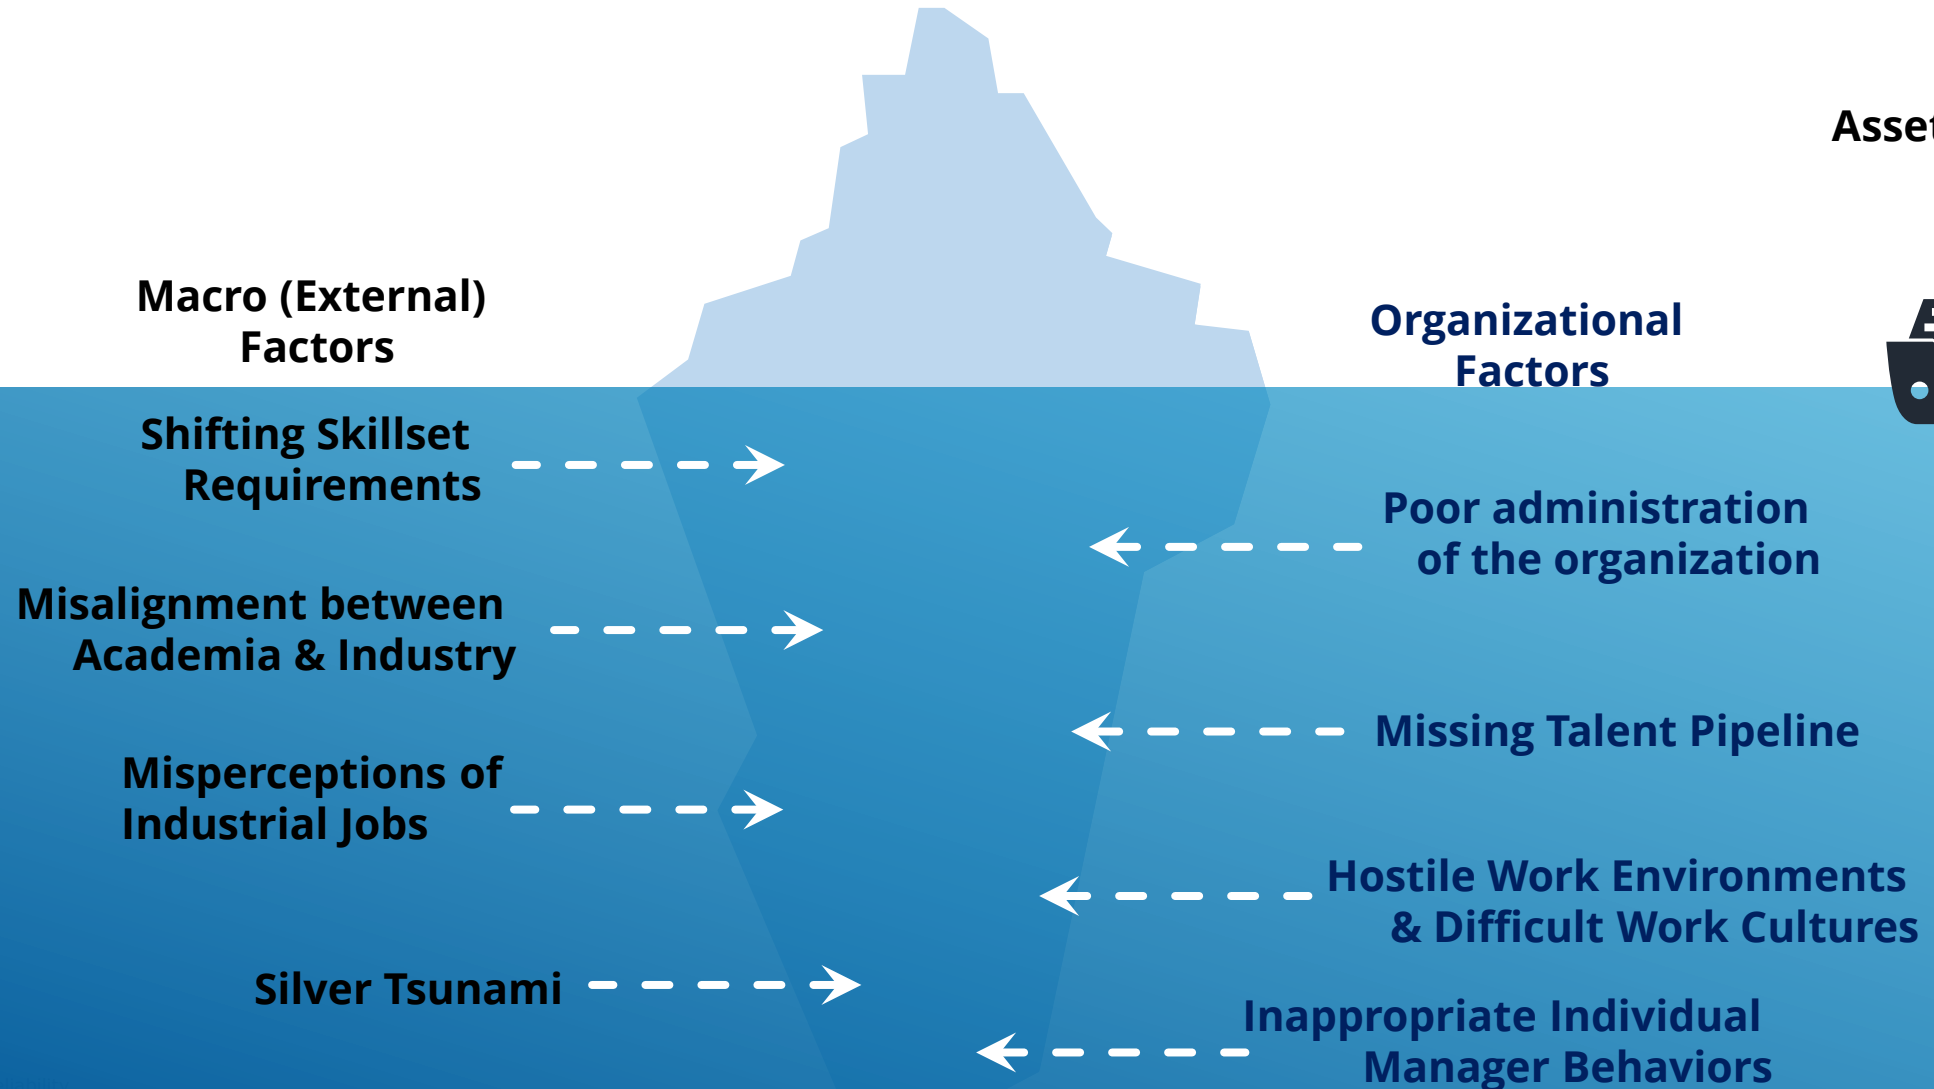 Macro (External)
Factors
Shifting Skillset
Requirements
Misalignment between
Academia & Industry
Misperceptions of
Industrial Jobs
Silver Tsunami
Organizational
Factors
Poor administration
of the organization
Missing Talent Pipeline
Hostile Work Environments
& Difficult Work Cultures
Inappropriate Individual
Manager Behaviors